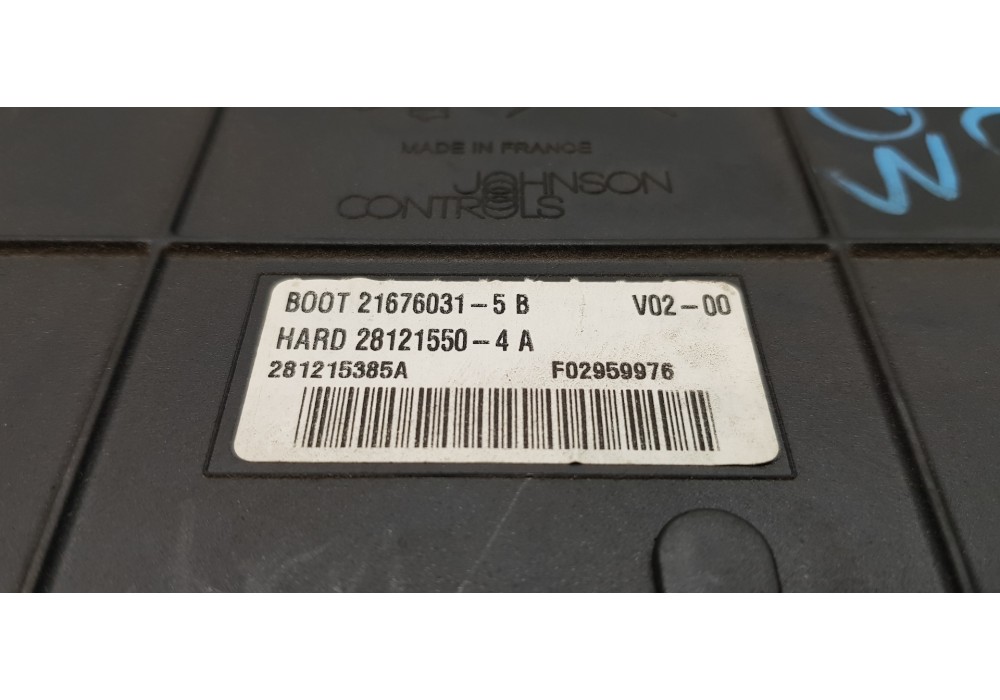 MADE IN FRANCE
JOHNSON
CONTROLS
BOOT 21676031-5 B V02-00
HARD 28121550-4 A
281215385A F02959976